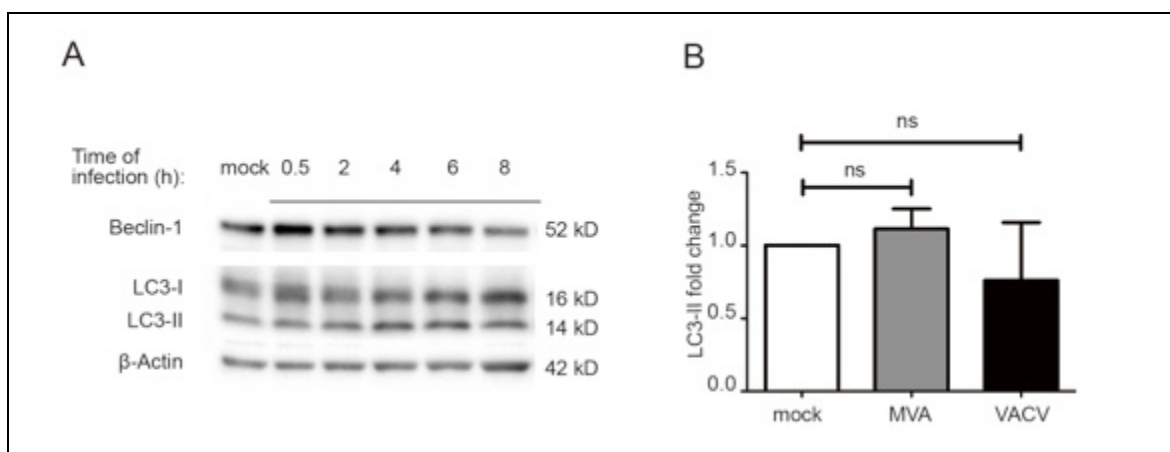 A
Time of
infection (h):
mock 0.5 2 4 6 8
Beclin-1 52 kD
LC3-I 16 kD
LC3-II 14 kD
β-Actin 42 kD
B
ns
ns
LC3-II fold change
1.5
1.0
0.5
0.0
mock MVA VACV